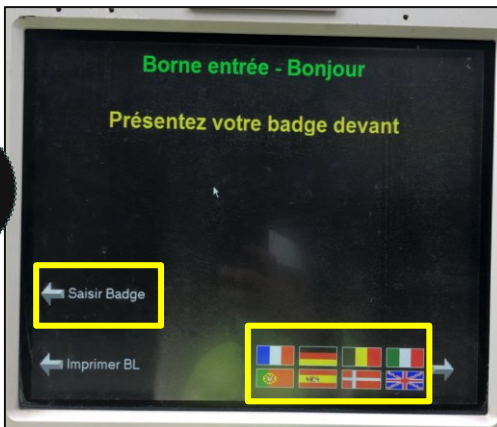 Borne entrée - Bonjour
Présentez votre badge devant
Saisir Badge
Imprimer BL